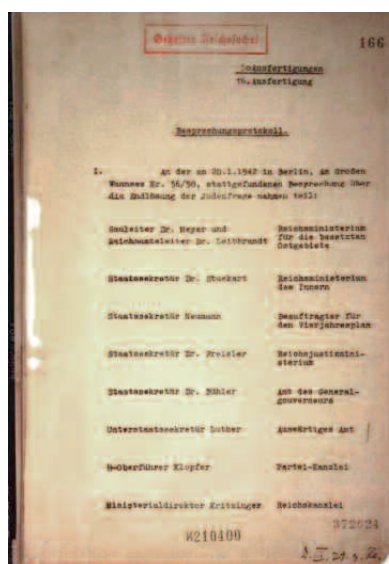 Geheime Reichssache!
166
30 Ausfertigungen
16. Ausfertigung
Besprechungsprotokoll.
I. An der am 20.1.1942 in Berlin, Am Großen
Wannsee Nr. 56/58, stattgefundenen Besprechung über
die Endlösung der Judenfrage nahmen teil:
Gauleiter Dr. Meyer und Reichsministerium
Reichsamtsleiter Dr. Leibbrandt für die besetzten
Ostgebiete
Staatssekretär Dr. Stuckart Reichsministerium
des Innern
Staatssekretär Neumann Beauftragter für
den Vierjahresplan
Staatssekretär Dr. Freisler Reichsjustizmini-
sterium
Staatssekretär Dr. Bühler Amt des General-
gouverneurs
Unterstaatssekretär Luther Auswärtiges Amt
SS-Oberführer Klopfer Partei-Kanzlei
Ministerialdirektor Kritzinger Reichskanzlei
372024
K210400